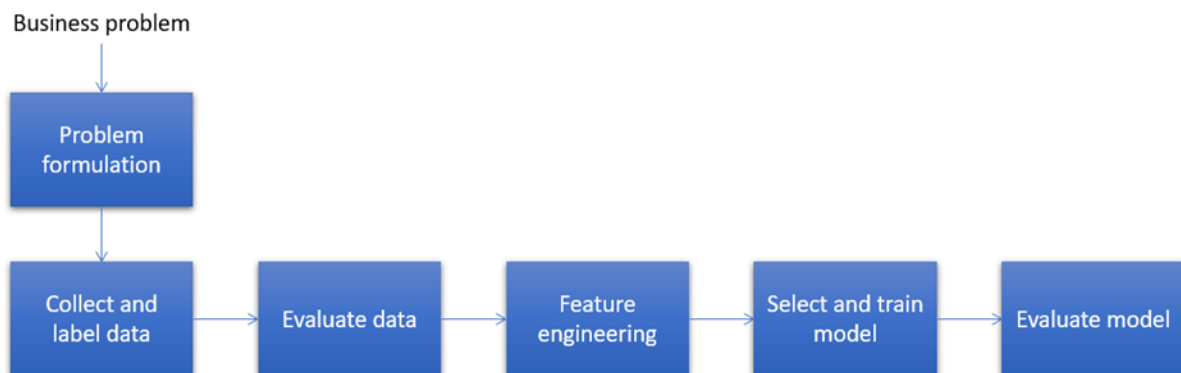 Business problem
Problem
formulation
Collect and
label data
Evaluate data
Feature
engineering
Select and train
model
Evaluate model